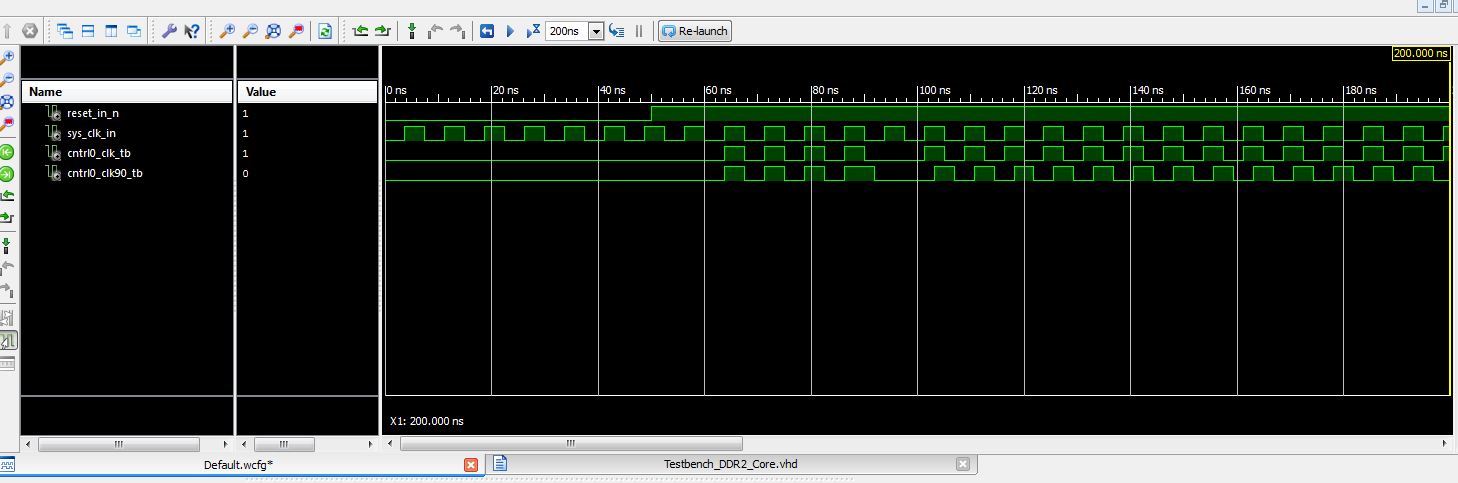 200ns Re-launch
200.000 ns
Name Value
0 ns 20 ns 40 ns 60 ns 80 ns 100 ns 120 ns 140 ns 160 ns 180 ns
reset_in_n 1
sys_clk_in 1
cntrl0_clk_tb 1
cntrl0_clk90_tb 0
X1: 200.000 ns
Default.wcfg* Testbench_DDR2_Core.vhd